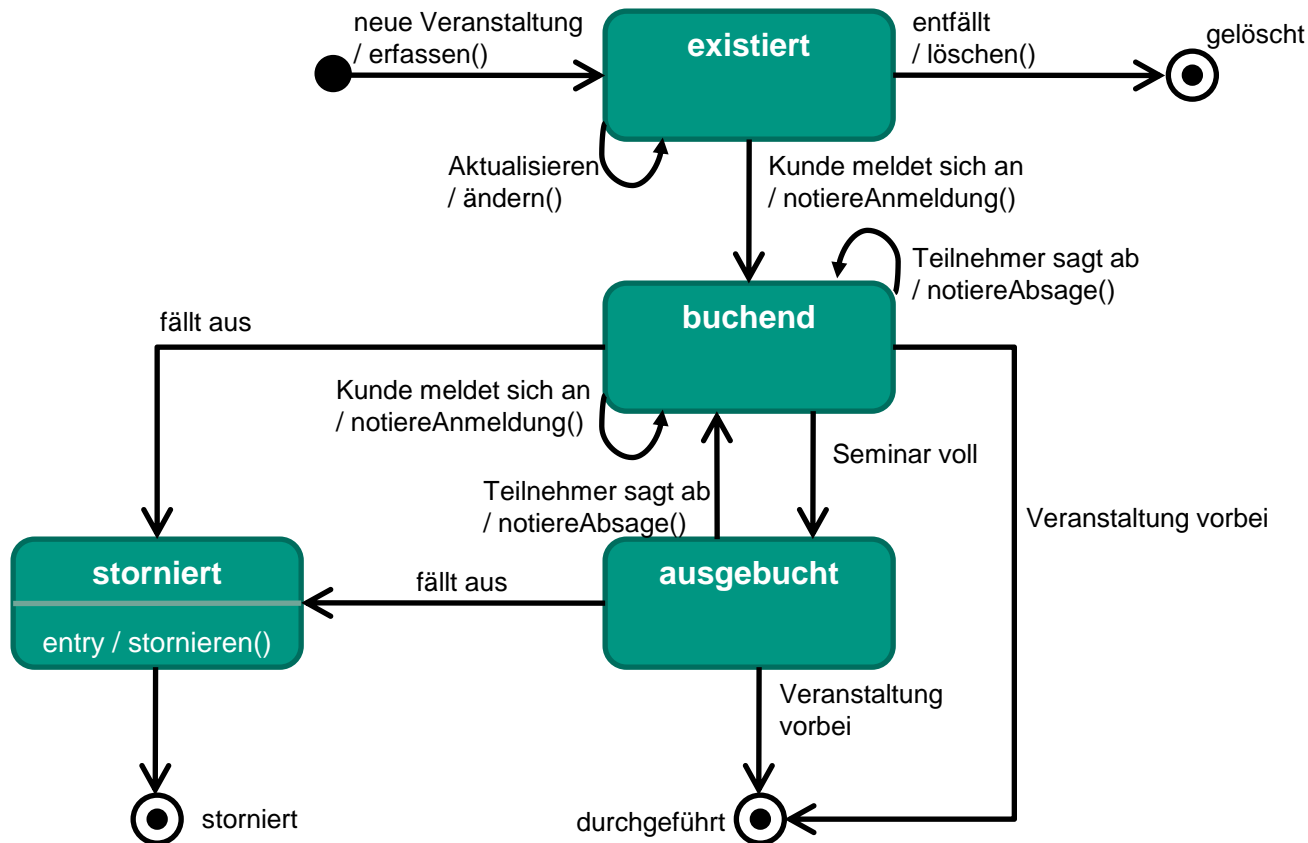 neue Veranstaltung
/ erfassen()
existiert
entfällt
/ löschen()
gelöscht
Aktualisieren
/ ändern()
Kunde meldet sich an
/ notiereAnmeldung()
Teilnehmer sagt ab
/ notiereAbsage()
buchend
fällt aus
Kunde meldet sich an
/ notiereAnmeldung()
Seminar voll
Teilnehmer sagt ab
/ notiereAbsage()
Veranstaltung vorbei
storniert
entry / stornieren()
fällt aus
ausgebucht
Veranstaltung
vorbei
storniert
durchgeführt